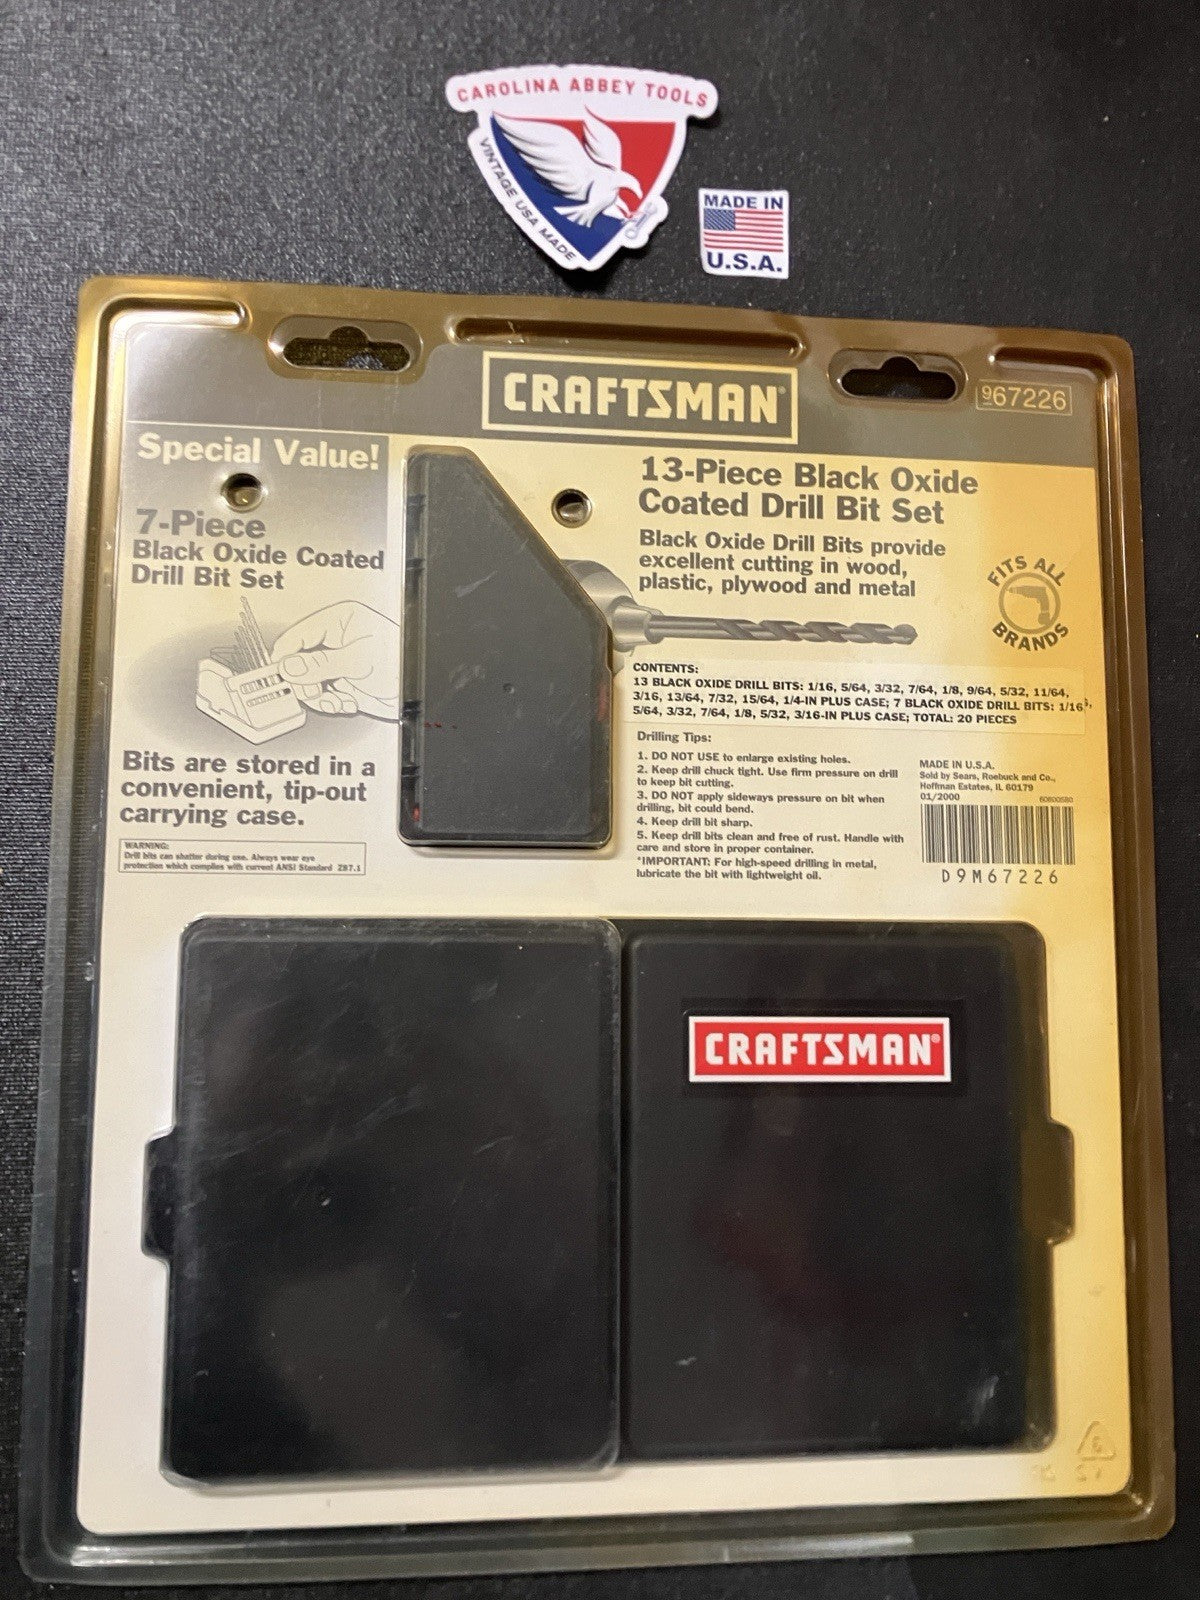 CAROLINA ABBEY TOOLS
VINTAGE USA MADE
MADE IN
U.S.A.
CRAFTSMAN®
967226
Special Value!
7-Piece
Black Oxide Coated
Drill Bit Set
Bits are stored in a
convenient, tip-out
carrying case.
WARNING:
Drill bits can shatter during use. Always wear eye
protection which complies with current ANSI Standard Z87.1
13-Piece Black Oxide
Coated Drill Bit Set
Black Oxide Drill Bits provide
excellent cutting in wood,
plastic, plywood and metal
FITS ALL
BRANDS
CONTENTS:
13 BLACK OXIDE DRILL BITS: 1/16, 5/64, 3/32, 7/64, 1/8, 9/64, 5/32, 11/64,
3/16, 13/64, 7/32, 15/64, 1/4-IN PLUS CASE; 7 BLACK OXIDE DRILL BITS: 1/16,
5/64, 3/32, 7/64, 1/8, 5/32, 3/16-IN PLUS CASE; TOTAL: 20 PIECES
Drilling Tips:
1. DO NOT USE to enlarge existing holes.
2. Keep drill chuck tight. Use firm pressure on drill
to keep bit cutting.
3. DO NOT apply sideways pressure on bit when
drilling, bit could bend.
4. Keep drill bit sharp.
5. Keep drill bits clean and free of rust. Handle with
care and store in proper container.
*IMPORTANT: For high-speed drilling in metal,
lubricate the bit with lightweight oil.
MADE IN U.S.A.
Sold by Sears, Roebuck and Co.,
Hoffman Estates, IL 60179
01/2000
D9M67226
CRAFTSMAN®